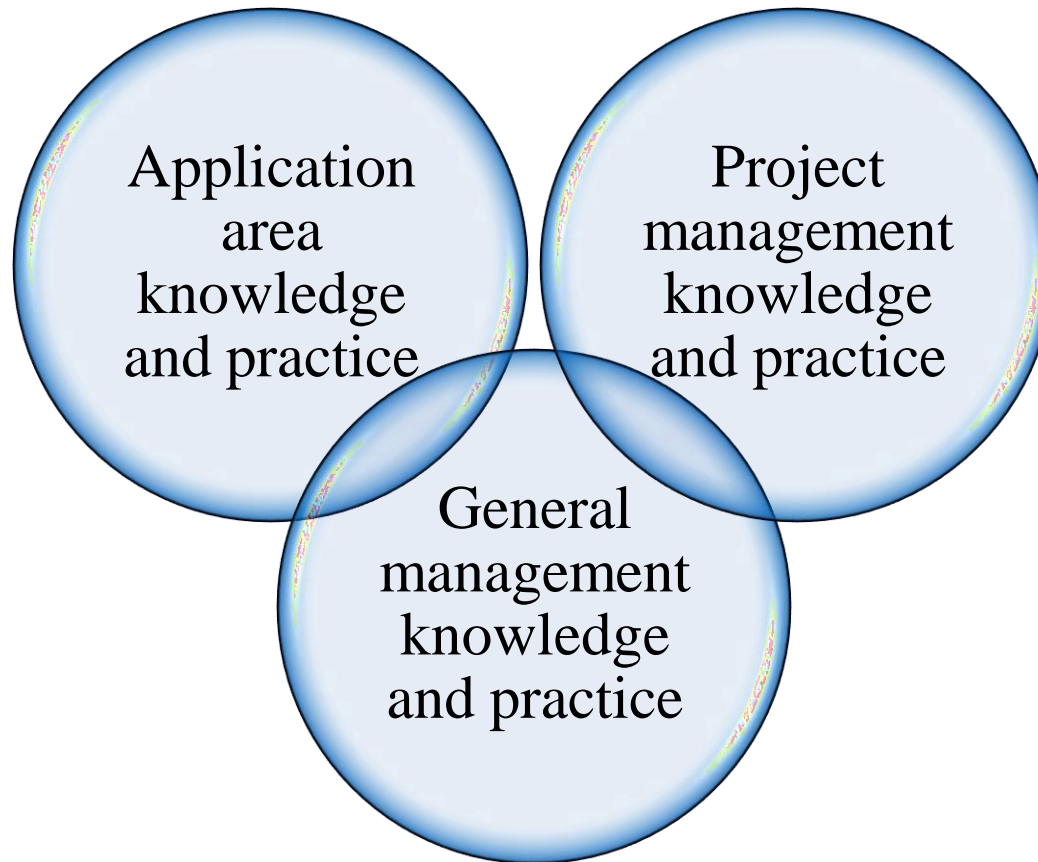 Application
area
knowledge
and practice
Project
management
knowledge
and practice
General
management
knowledge
and practice